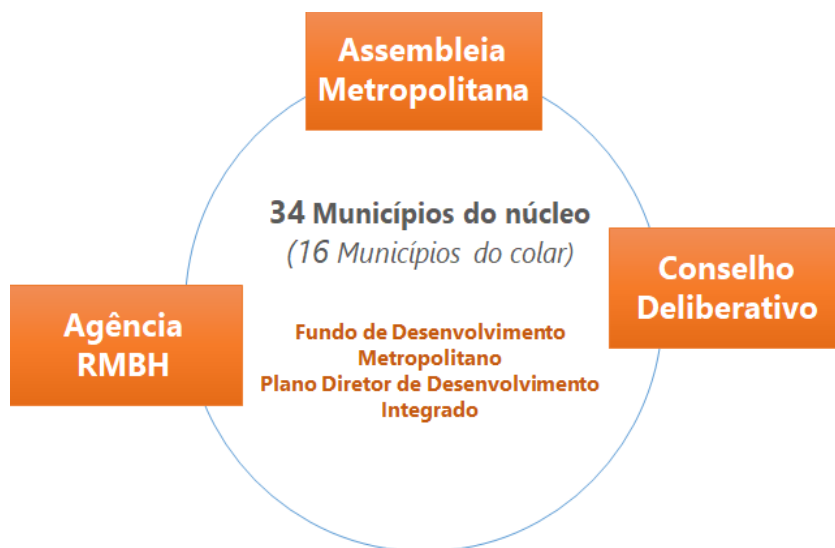 Assembleia
Metropolitana
34 Municípios do núcleo
(16 Municípios do colar)
Conselho
Deliberativo
Agência
RMBH
Fundo de Desenvolvimento
Metropolitano
Plano Diretor de Desenvolvimento
Integrado